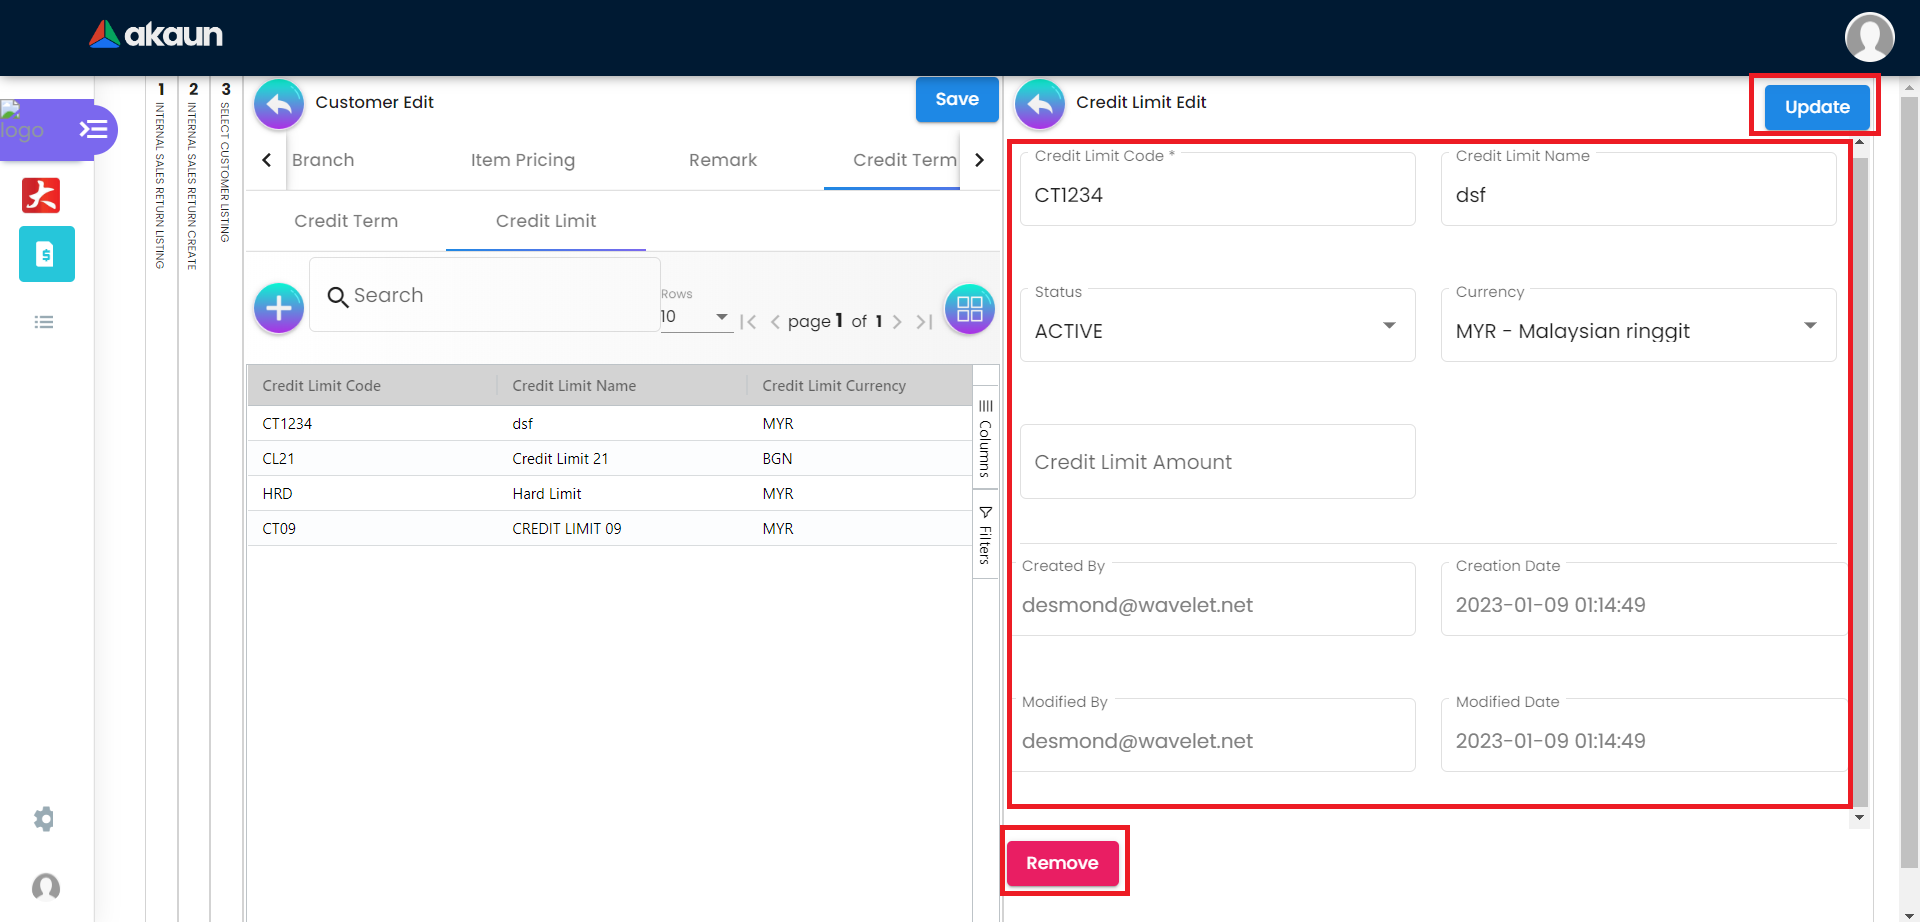 akaun
logo
1 INTERNAL SALES RETURN LISTING
2 INTERNAL SALES RETURN CREATE
3 SELECT CUSTOMER LISTING
Customer Edit
Save
Branch
Item Pricing
Remark
Credit Term
Credit Term
Credit Limit
Search
Rows
10
page 1 of 1
Credit Limit Code
Credit Limit Name
Credit Limit Currency
CT1234
dsf
MYR
CL21
Credit Limit 21
BGN
HRD
Hard Limit
MYR
CT09
CREDIT LIMIT 09
MYR
Columns
Filters
Credit Limit Edit
Update
Credit Limit Code *
CT1234
Credit Limit Name
dsf
Status
ACTIVE
Currency
MYR - Malaysian ringgit
Credit Limit Amount
Created By
desmond@wavelet.net
Creation Date
2023-01-09 01:14:49
Modified By
desmond@wavelet.net
Modified Date
2023-01-09 01:14:49
Remove